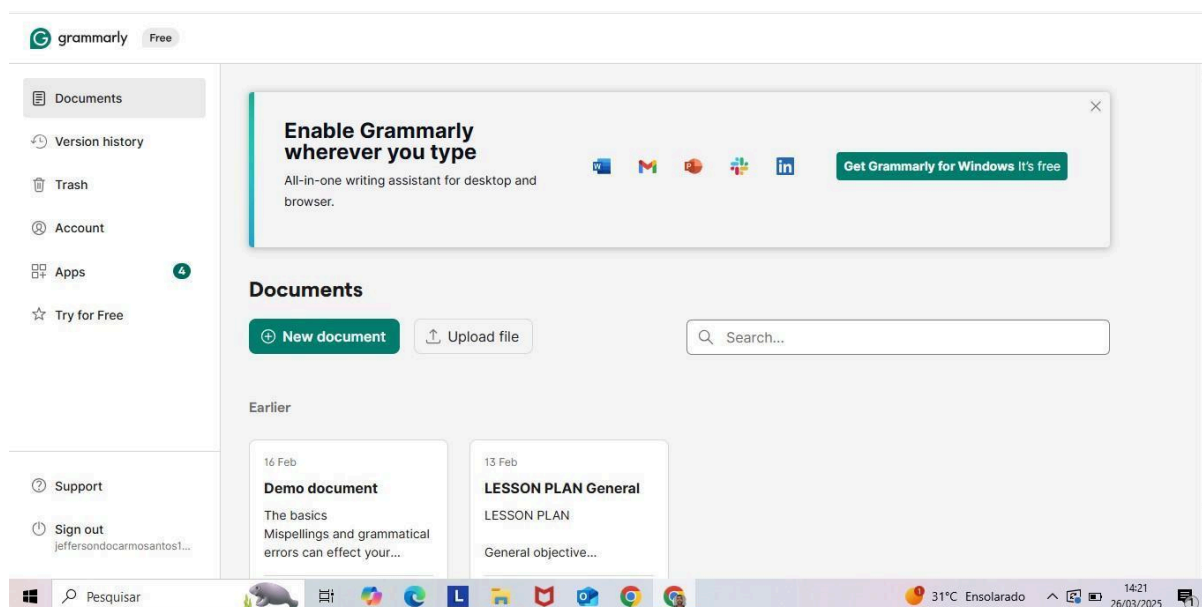 grammarly Free
Documents
Version history
Trash
Account
Apps 4
Try for Free
Support
Sign out
jeffersondocarmosantos1...
Enable Grammarly
wherever you type
All-in-one writing assistant for desktop and
browser.
Get Grammarly for Windows It's free
Documents
New document
Upload file
Search...
Earlier
16 Feb
Demo document
The basics
Mispellings and grammatical
errors can effect your...
13 Feb
LESSON PLAN General
LESSON PLAN
General objective...
Pesquisar
L
31°C Ensolarado
14:21
26/03/2025